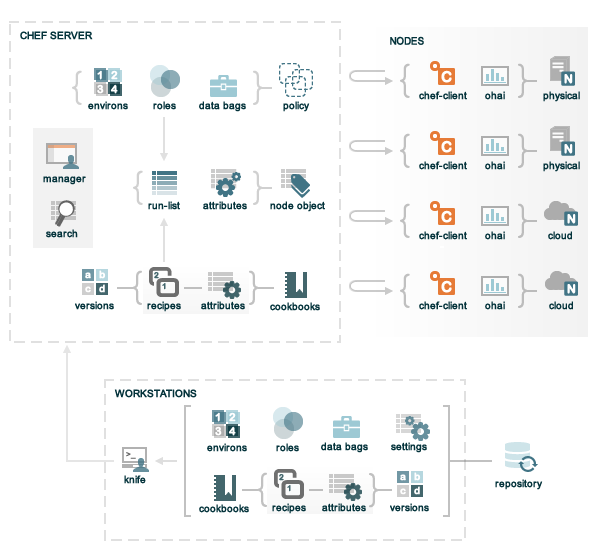 CHEF SERVER
NODES
1 2
3 4
environs
roles
data bags
policy
C
chef-client
ohai
N
physical
manager
search
run-list
attributes
node object
C
chef-client
ohai
N
physical
C
chef-client
ohai
N
cloud
a b
c d
versions
2
1
recipes
attributes
cookbooks
C
chef-client
ohai
N
cloud
WORKSTATIONS
1 2
3 4
environs
roles
data bags
settings
>_
knife
cookbooks
2
1
recipes
attributes
a b
c d
versions
repository